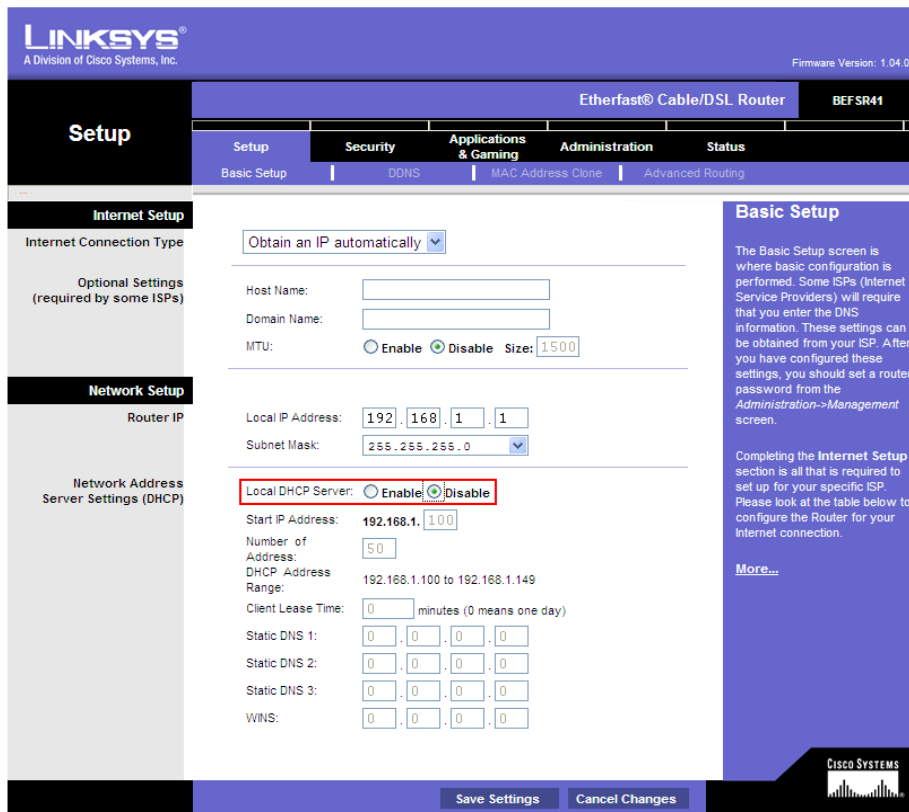 LINKSYS®
A Division of Cisco Systems, Inc.
Firmware Version: 1.04.0
Etherfast® Cable/DSL Router
BEFSR41
Setup
Setup
Security
Applications
& Gaming
Administration
Status
Basic Setup
DDNS
MAC Address Clone
Advanced Routing
Internet Setup
Internet Connection Type
Obtain an IP automatically
Optional Settings
(required by some ISPs)
Host Name:
Domain Name:
MTU:
Enable Disable Size: 1500
Network Setup
Router IP
Local IP Address: 192 . 168 . 1 . 1
Subnet Mask: 255.255.255.0
Network Address
Server Settings (DHCP)
Local DHCP Server: Enable Disable
Start IP Address: 192.168.1. 100
Number of
Address:
50
DHCP Address
Range:
192.168.1.100 to 192.168.1.149
Client Lease Time: 0 minutes (0 means one day)
Static DNS 1: 0 . 0 . 0 . 0
Static DNS 2: 0 . 0 . 0 . 0
Static DNS 3: 0 . 0 . 0 . 0
WINS: 0 . 0 . 0 . 0
Basic Setup
The Basic Setup screen is
where basic configuration is
performed. Some ISPs (Internet
Service Providers) will require
that you enter the DNS
information. These settings can
be obtained from your ISP. After
you have configured these
settings, you should set a router
password from the
Administration->Management
screen.
Completing the Internet Setup
section is all that is required to
set up for your specific ISP.
Please look at the table below to
configure the Router for your
Internet connection.
More...
Save Settings
Cancel Changes
CISCO SYSTEMS